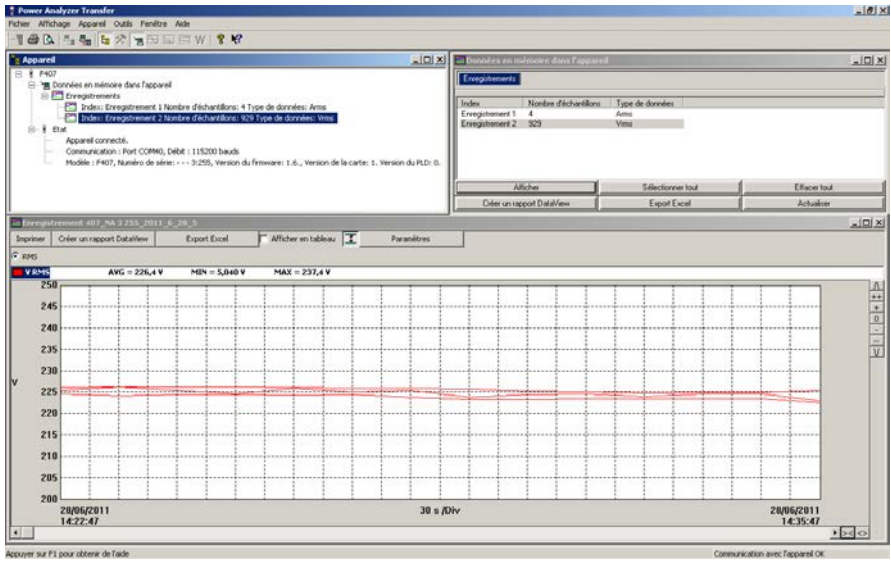 Power Analyzer Transfer
Fichier Affichage Appareil Outils Fenêtre Aide
Appareil
F407
Données en mémoire dans l'appareil
Enregistrements
Index: Enregistrement 1 Nombre d'échantillons: 4 Type de données: Arms
Index: Enregistrement 2 Nombre d'échantillons: 929 Type de données: Vrms
Etat
Appareil connecté.
Communication : Port COM40, Débit : 115200 bauds
Modèle : F407, Numéro de série: - - - 3:255, Version du firmware: 1.6., Version de la carte: 1. Version du PLD: 0.
Données en mémoire dans l'appareil
Enregistrements
Index Nombre d'échantillons Type de données
Enregistrement 1 4 Arms
Enregistrement 2 929 Vrms
Afficher Sélectionner tout Effacer tout
Créer un rapport DataView Export Excel Actualiser
Enregistrement 407_NA 3 255_2011_6_28_5
Imprimer Créer un rapport DataView Export Excel Afficher en tableau Paramètres
RMS
V RMS AVG = 226,4 V MIN = 5,040 V MAX = 237,4 V
250
245
240
235
230
V
225
220
215
210
205
200
28/06/2011 30 s /Div 28/06/2011
14:22:47 14:35:47
Appuyer sur F1 pour obtenir de l'aide Communication avec l'appareil OK